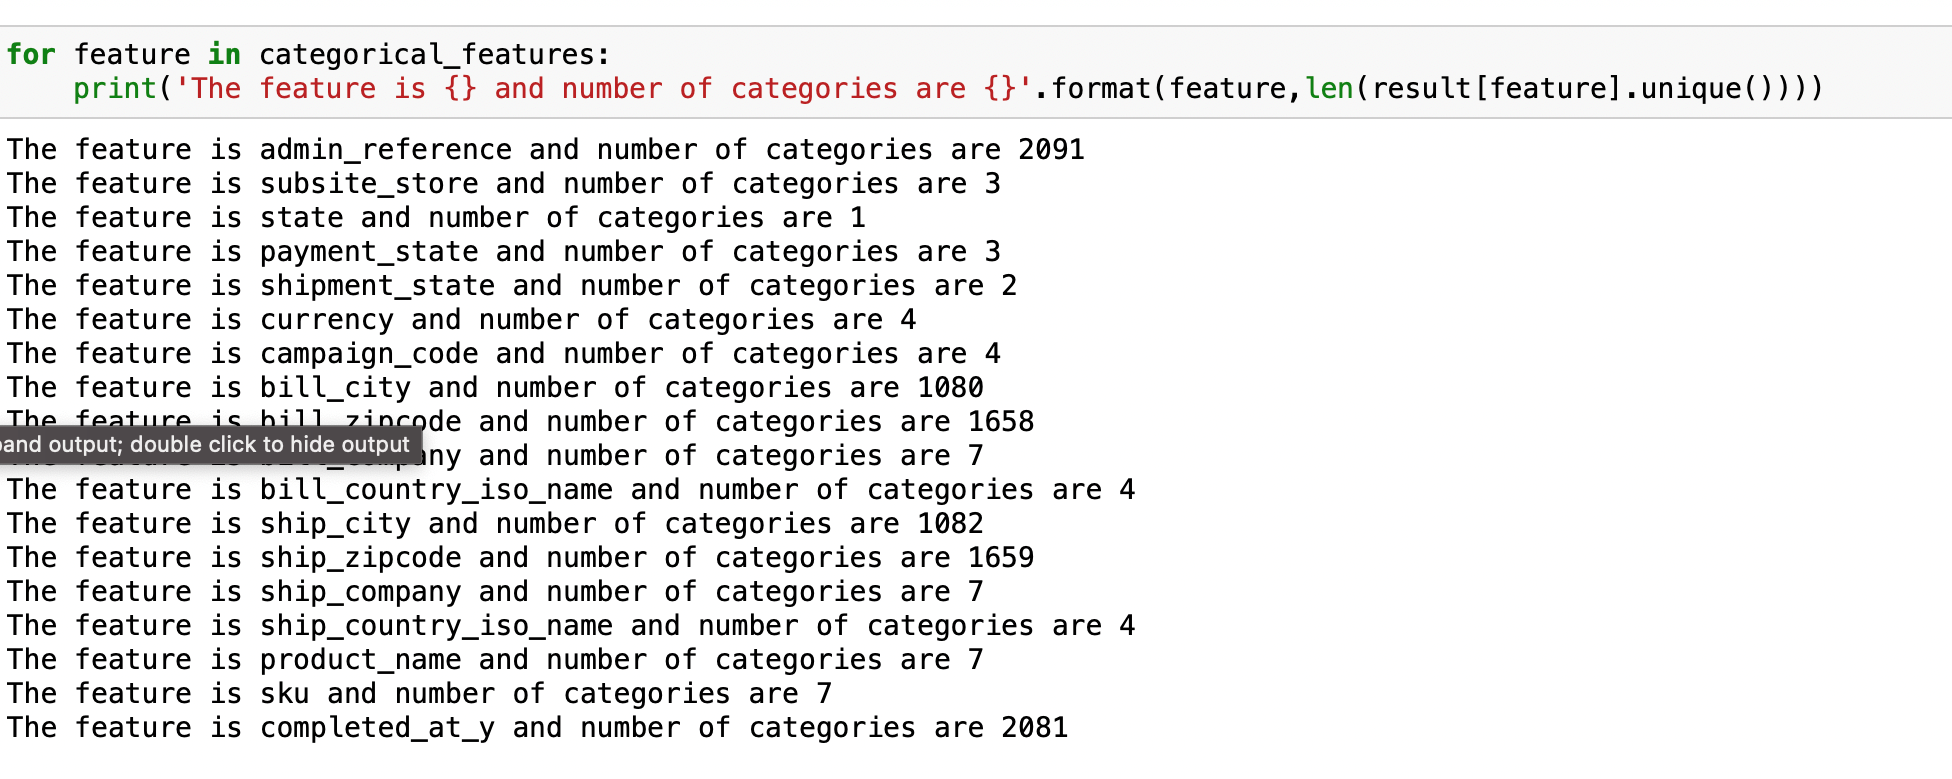 for feature in categorical_features:
    print('The feature is {} and number of categories are {}'.format(feature,len(result[feature].unique())))
The feature is admin_reference and number of categories are 2091
The feature is subsite_store and number of categories are 3
The feature is state and number of categories are 1
The feature is payment_state and number of categories are 3
The feature is shipment_state and number of categories are 2
The feature is currency and number of categories are 4
The feature is campaign_code and number of categories are 4
The feature is bill_city and number of categories are 1080
The feature is bill_zipcode and number of categories are 1658
output; double click to hide output
and number of categories are 7
The feature is bill_country_iso_name and number of categories are 4
The feature is ship_city and number of categories are 1082
The feature is ship_zipcode and number of categories are 1659
The feature is ship_company and number of categories are 7
The feature is ship_country_iso_name and number of categories are 4
The feature is product_name and number of categories are 7
The feature is sku and number of categories are 7
The feature is completed_at_y and number of categories are 2081